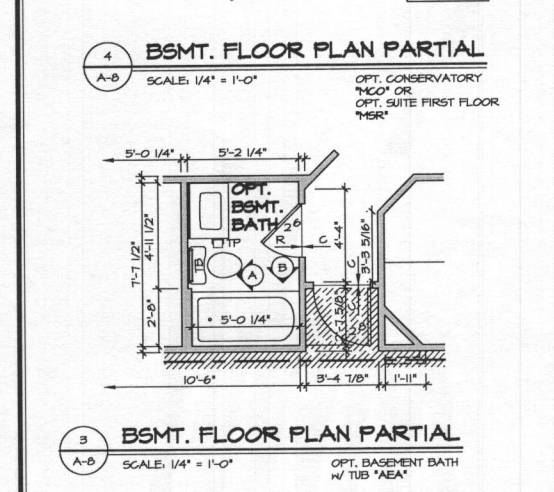 4
A-8
BSMT. FLOOR PLAN PARTIAL
SCALE: 1/4" = 1'-0"
OPT. CONSERVATORY
"MCO" OR
OPT. SUITE FIRST FLOOR
"MSR"
5'-0 1/4"
5'-2 1/4"
OPT.
BSMT.
BATH
2⁶
R
C
TP
TB
A
B
7'-7 1/2"
4'-11 1/2"
2'-8"
4'-4"
3'-3 5/16"
C
5'-0 1/4"
10'-6"
3'-4 7/8"
1'-11"
3
A-8
BSMT. FLOOR PLAN PARTIAL
SCALE: 1/4" = 1'-0"
OPT. BASEMENT BATH
W/ TUB "AEA"